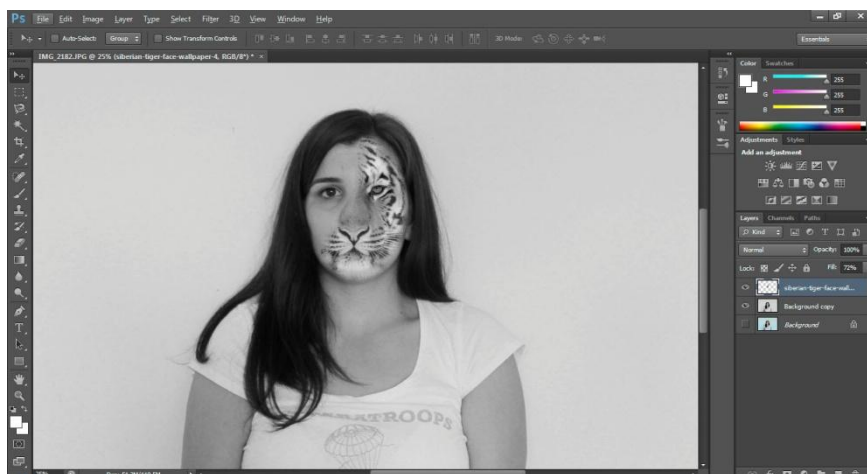 Ps File Edit Image Layer Type Select Filter 3D View Window Help
Auto-Select: Group Show Transform Controls 3D Mode: Essentials
IMG_2182.JPG @ 25% (siberian-tiger-face-wallpaper-4, RGB/8*) * ×
Color Swatches
R 255
G 255
B 255
Adjustments Styles
Add an adjustment
Layers Channels Paths
Kind
Normal Opacity: 100%
Lock: Fill: 72%
siberian-tiger-face-wall...
Background copy
Background